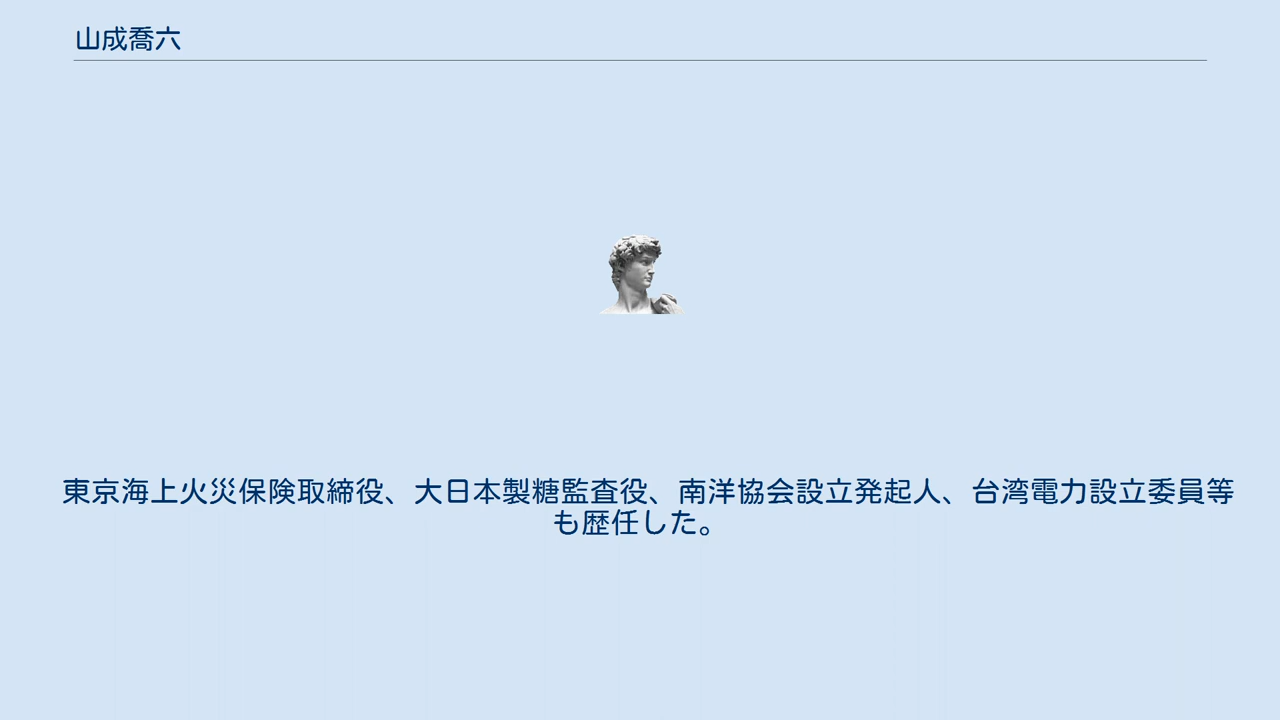 山成喬六
東京海上火災保険取締役、大日本製糖監査役、南洋協会設立発起人、台湾電力設立委員等
も歴任した。